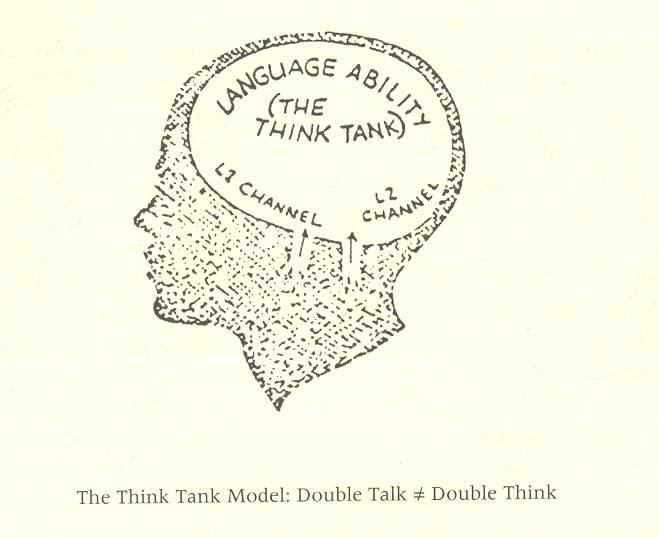 LANGUAGE ABILITY
(THE
THINK TANK)
L1 CHANNEL
L2
CHANNEL
The Think Tank Model: Double Talk ≠ Double Think